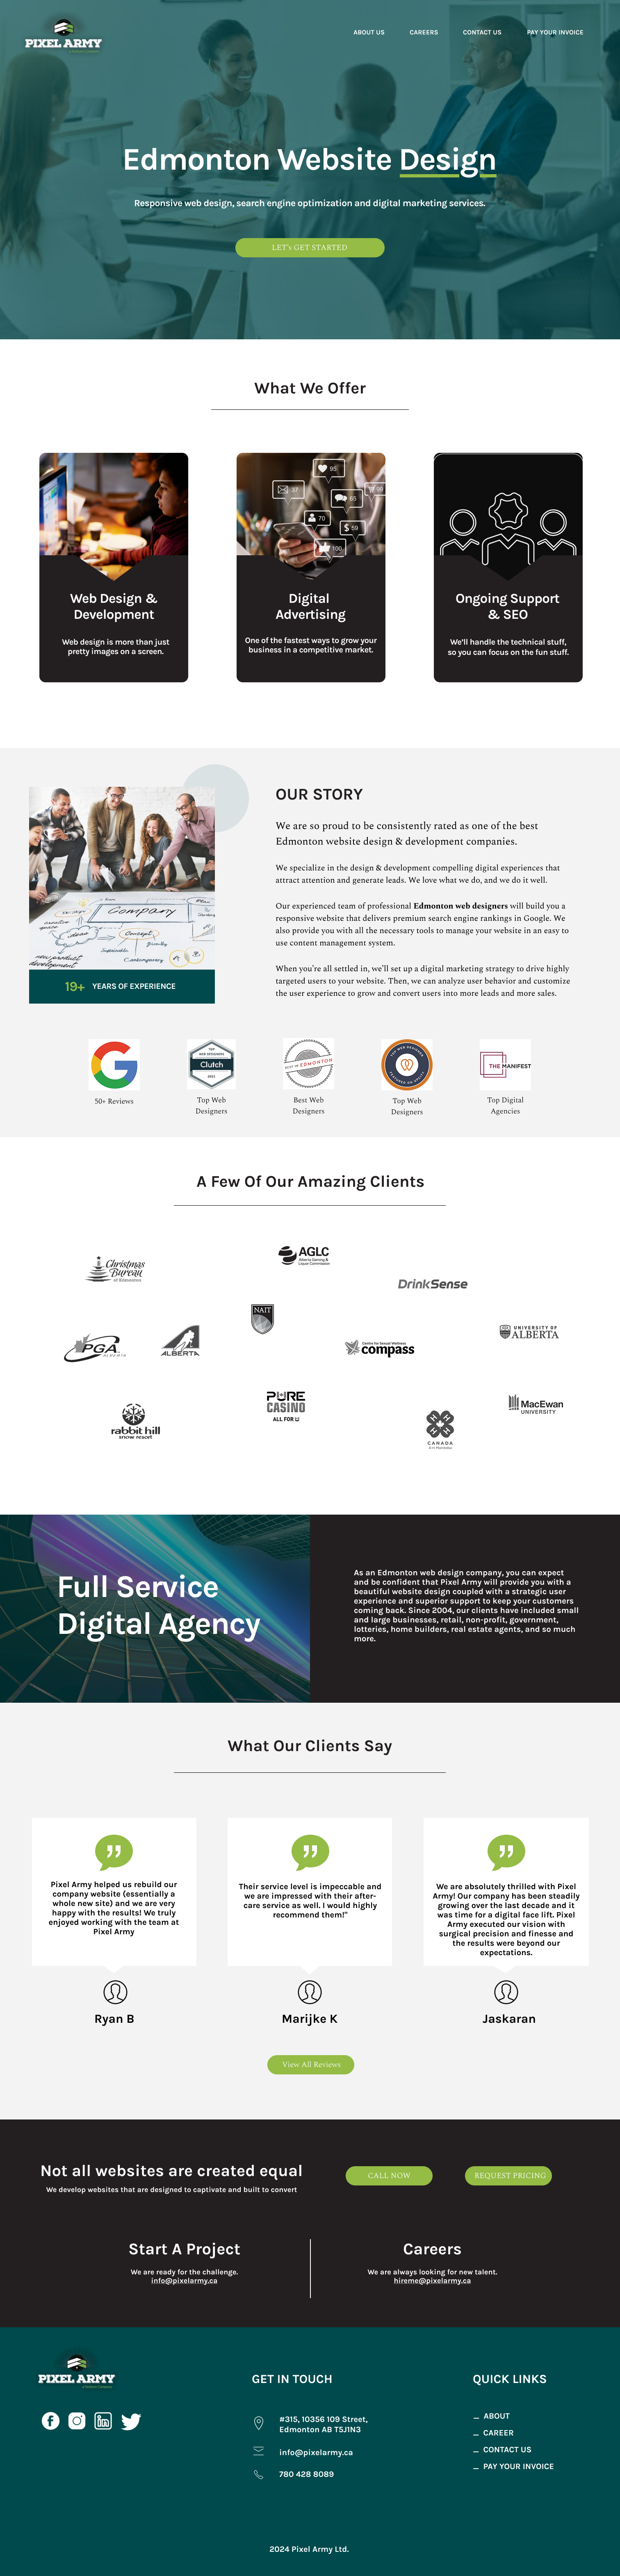 PIXEL ARMY
ABOUT US
CAREERS
CONTACT US
PAY YOUR INVOICE
Edmonton Website Design
Responsive web design, search engine optimization and digital marketing services.
LET's GET STARTED
What We Offer
95
65
70
$ 59
100
Web Design &
Development
Web design is more than just
pretty images on a screen.
Digital
Advertising
One of the fastest ways to grow your
business in a competitive market.
Ongoing Support
& SEO
We'll handle the technical stuff,
so you can focus on the fun stuff.
Company
Concept
19+ YEARS OF EXPERIENCE
OUR STORY
We are so proud to be consistently rated as one of the best
Edmonton website design & development companies.
We specialize in the design & development compelling digital experiences that
attract attention and generate leads. We love what we do, and we do it well.
Our experienced team of professional Edmonton web designers will build you a
responsive website that delivers premium search engine rankings in Google. We
also provide you with all the necessary tools to manage your website in an easy to
use content management system.
When you're all settled in, we'll set up a digital marketing strategy to drive highly
targeted users to your website. Then, we can analyze user behavior and customize
the user experience to grow and convert users into more leads and more sales.
50+ Reviews
Clutch
Top Web
Designers
BEST IN EDMONTON
Best Web
Designers
Top Web
Designers
THE MANIFEST
Top Digital
Agencies
A Few Of Our Amazing Clients
Christmas
Bureau
of Edmonton
AGLC
Alberta Gaming &
Liquor Commission
DrinkSense
PGA
ALBERTA
ALBERTA
NAIT
Centre for Sexual Wellness
compass
UNIVERSITY OF
ALBERTA
rabbit hill
snow resort
PURE
CASINO
ALL FOR U
CANADA
MacEwan
UNIVERSITY
Full Service
Digital Agency
As an Edmonton web design company, you can expect
and be confident that Pixel Army will provide you with a
beautiful website design coupled with a strategic user
experience and superior support to keep your customers
coming back. Since 2004, our clients have included small
and large businesses, retail, non-profit, government,
lotteries, home builders, real estate agents, and so much
more.
What Our Clients Say
Pixel Army helped us rebuild our
company website (essentially a
whole new site) and we are very
happy with the results! We truly
enjoyed working with the team at
Pixel Army
Ryan B
Their service level is impeccable and
we are impressed with their after-
care service as well. I would highly
recommend them!"
Marijke K
We are absolutely thrilled with Pixel
Army! Our company has been steadily
growing over the last decade and it
was time for a digital face lift. Pixel
Army executed our vision with
surgical precision and finesse and
the results were beyond our
expectations.
Jaskaran
View All Reviews
Not all websites are created equal
We develop websites that are designed to captivate and built to convert
CALL NOW
REQUEST PRICING
Start A Project
We are ready for the challenge.
info@pixelarmy.ca
Careers
We are always looking for new talent.
hireme@pixelarmy.ca
PIXEL ARMY
GET IN TOUCH
#315, 10356 109 Street,
Edmonton AB T5J1N3
info@pixelarmy.ca
780 428 8089
QUICK LINKS
ABOUT
CAREER
CONTACT US
PAY YOUR INVOICE
2024 Pixel Army Ltd.